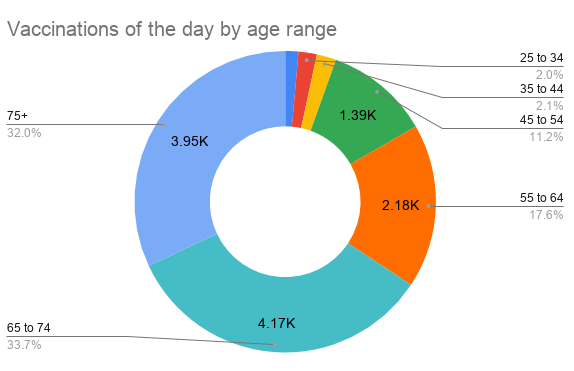 Vaccinations of the day by age range
25 to 34
2.0%
35 to 44
2.1%
45 to 54
11.2%
55 to 64
17.6%
65 to 74
33.7%
75+
32.0%
1.39K
2.18K
4.17K
3.95K